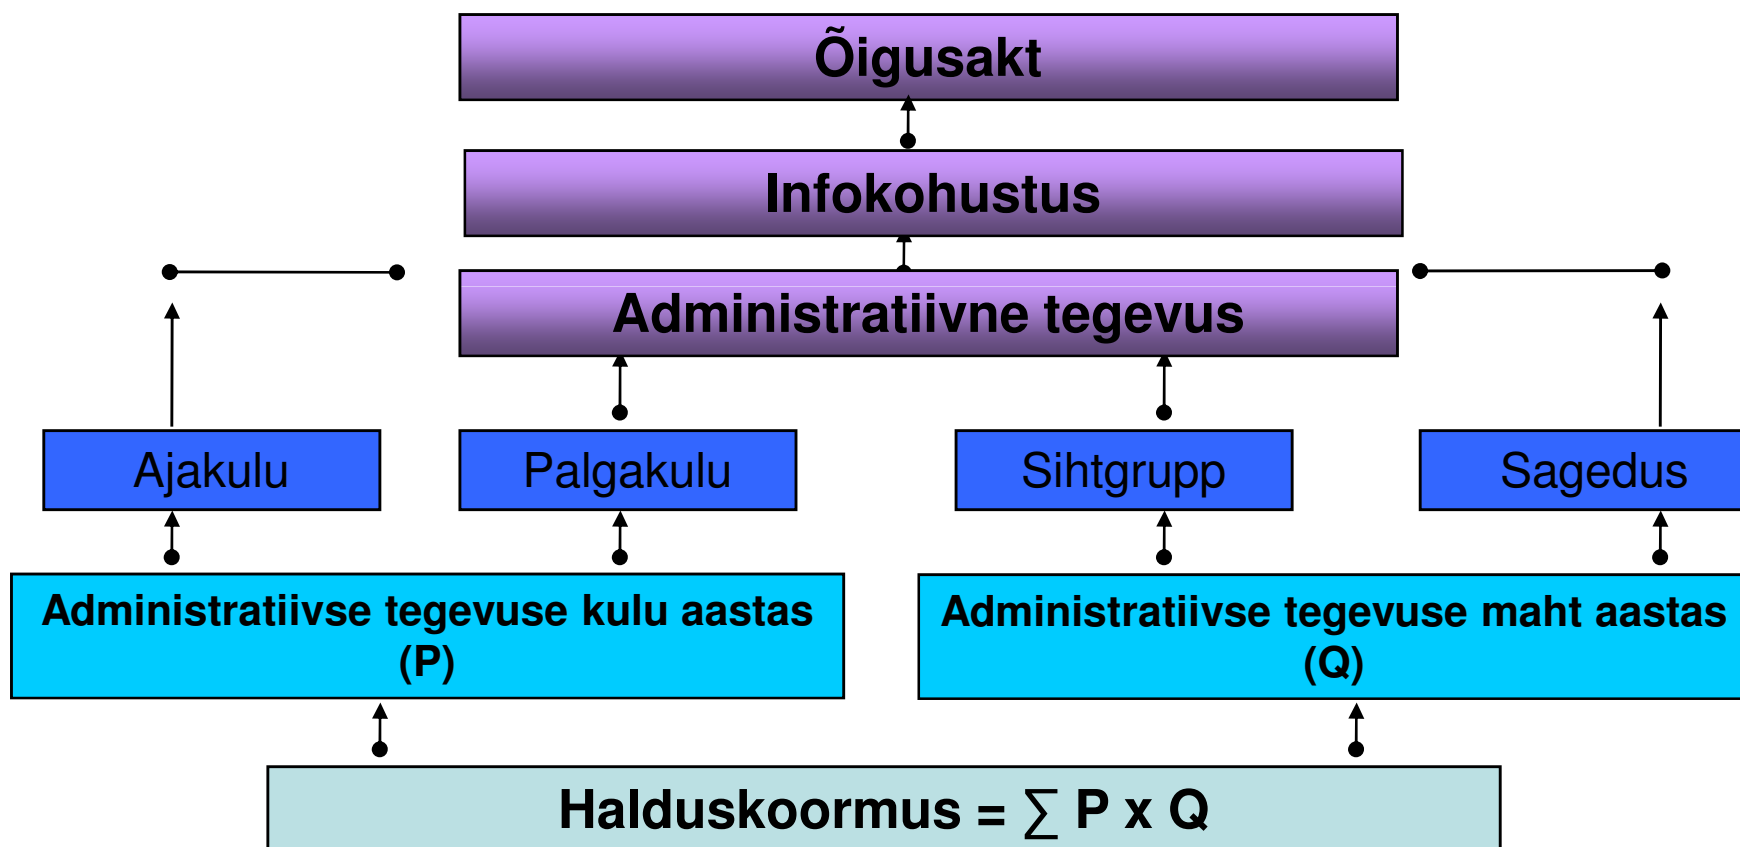 Õigusakt
Infokohustus
Administratiivne tegevus
Ajakulu
Palgakulu
Sihtgrupp
Sagedus
Administratiivse tegevuse kulu aastas
(P)
Administratiivse tegevuse maht aastas
(Q)
Halduskoormus = ∑ P x Q